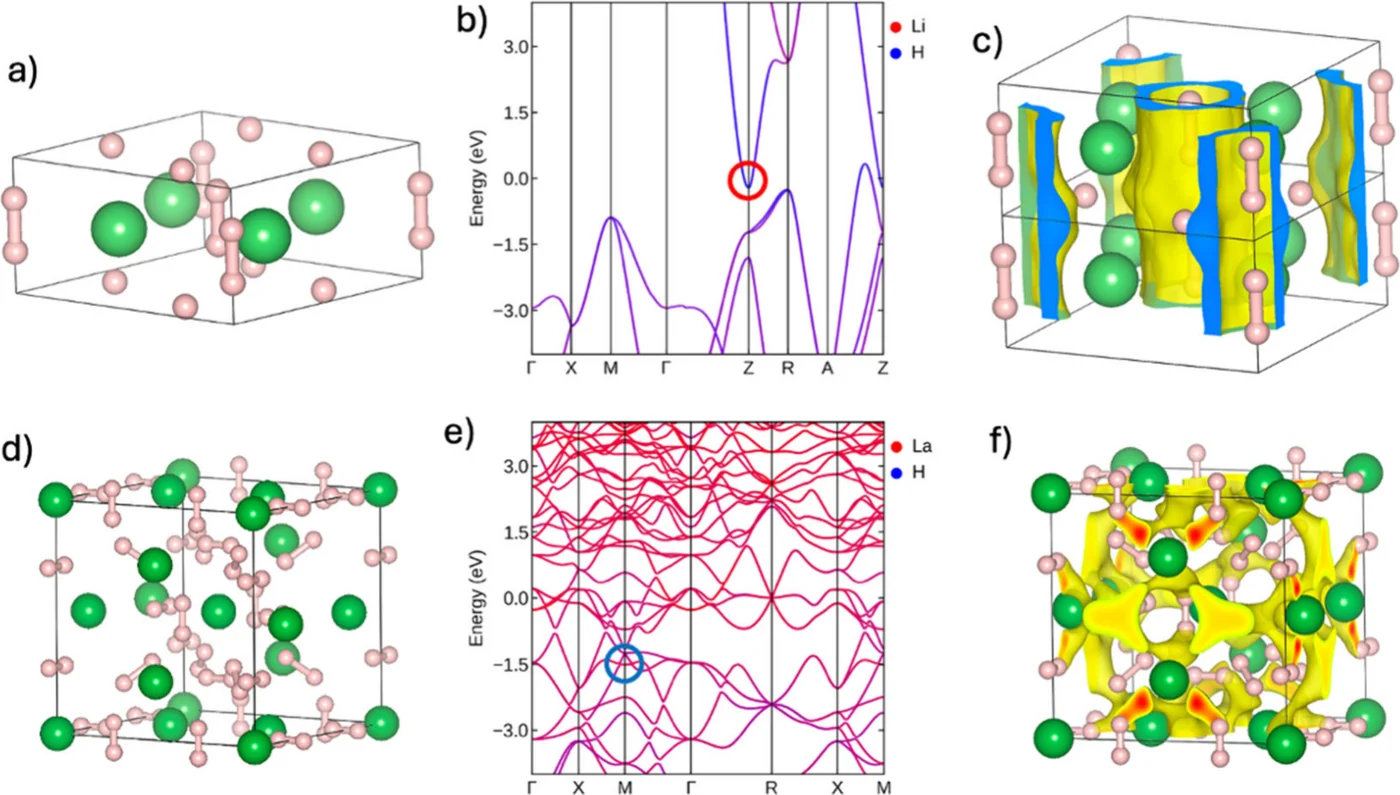 a)
b)
Energy (eV)
3.0
1.5
0.0
−1.5
−3.0
Γ X M Γ Z R A Z
Li
H
c)
d)
e)
Energy (eV)
3.0
1.5
0.0
−1.5
−3.0
Γ X M Γ R X M
La
H
f)